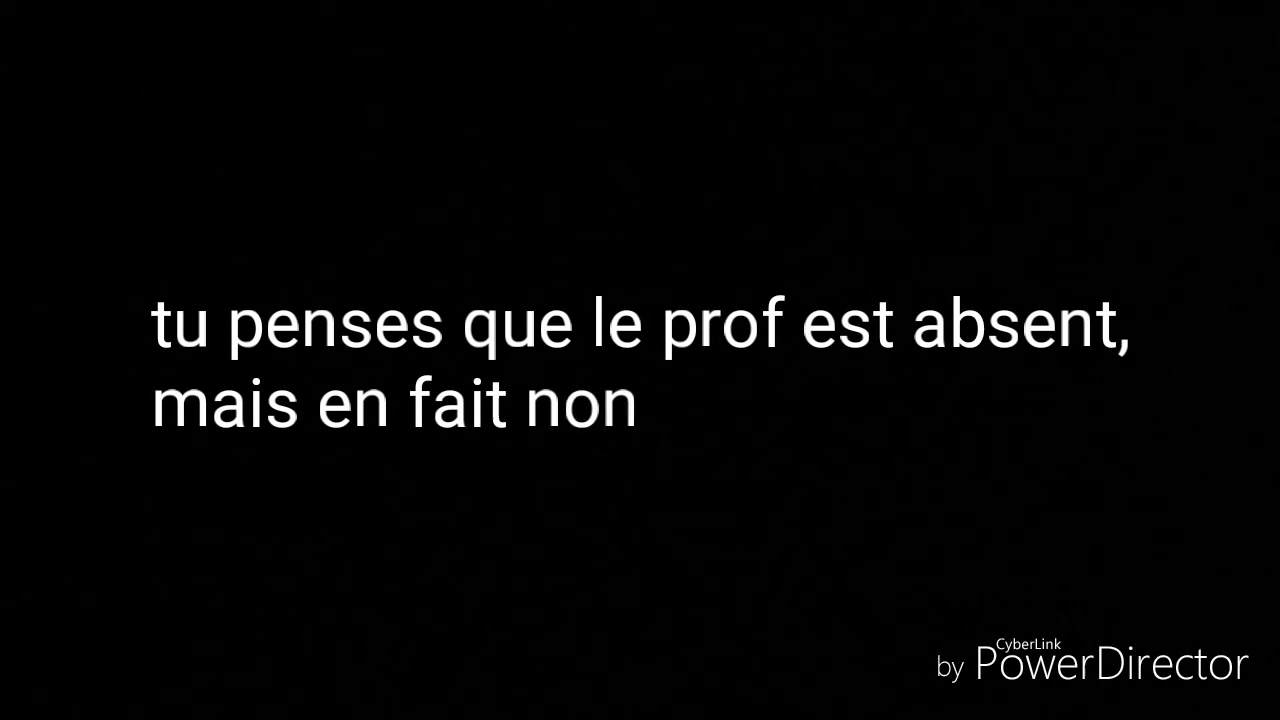 tu penses que le prof est absent,
mais en fait non
CyberLink
by PowerDirector